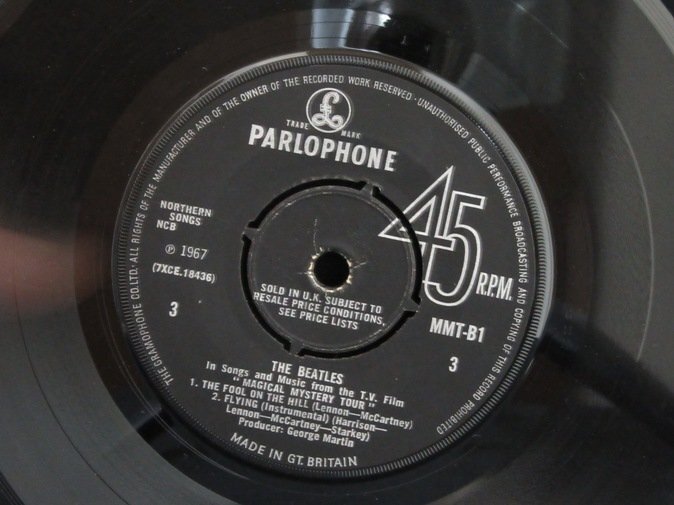 THE GRAMOPHONE CO. LTD. ALL RIGHTS OF THE MANUFACTURER AND OF THE OWNER OF THE RECORDED WORK RESERVED · UNAUTHORISED PUBLIC PERFORMANCE BROADCASTING AND COPYING OF THIS RECORD PROHIBITED
£
TRADE MARK
PARLOPHONE
45
R.P.M.
NORTHERN
SONGS
NCB
℗ 1967
(7XCE.18436)
3
SOLD IN U.K. SUBJECT TO
RESALE PRICE CONDITIONS,
SEE PRICE LISTS
MMT-B1
3
THE BEATLES
In Songs and Music from the T.V. Film
"MAGICAL MYSTERY TOUR"
1. THE FOOL ON THE HILL (Lennon—McCartney)
2. FLYING (Instrumental) (Harrison—
Lennon—McCartney—Starkey)
Producer: George Martin
MADE IN GT. BRITAIN